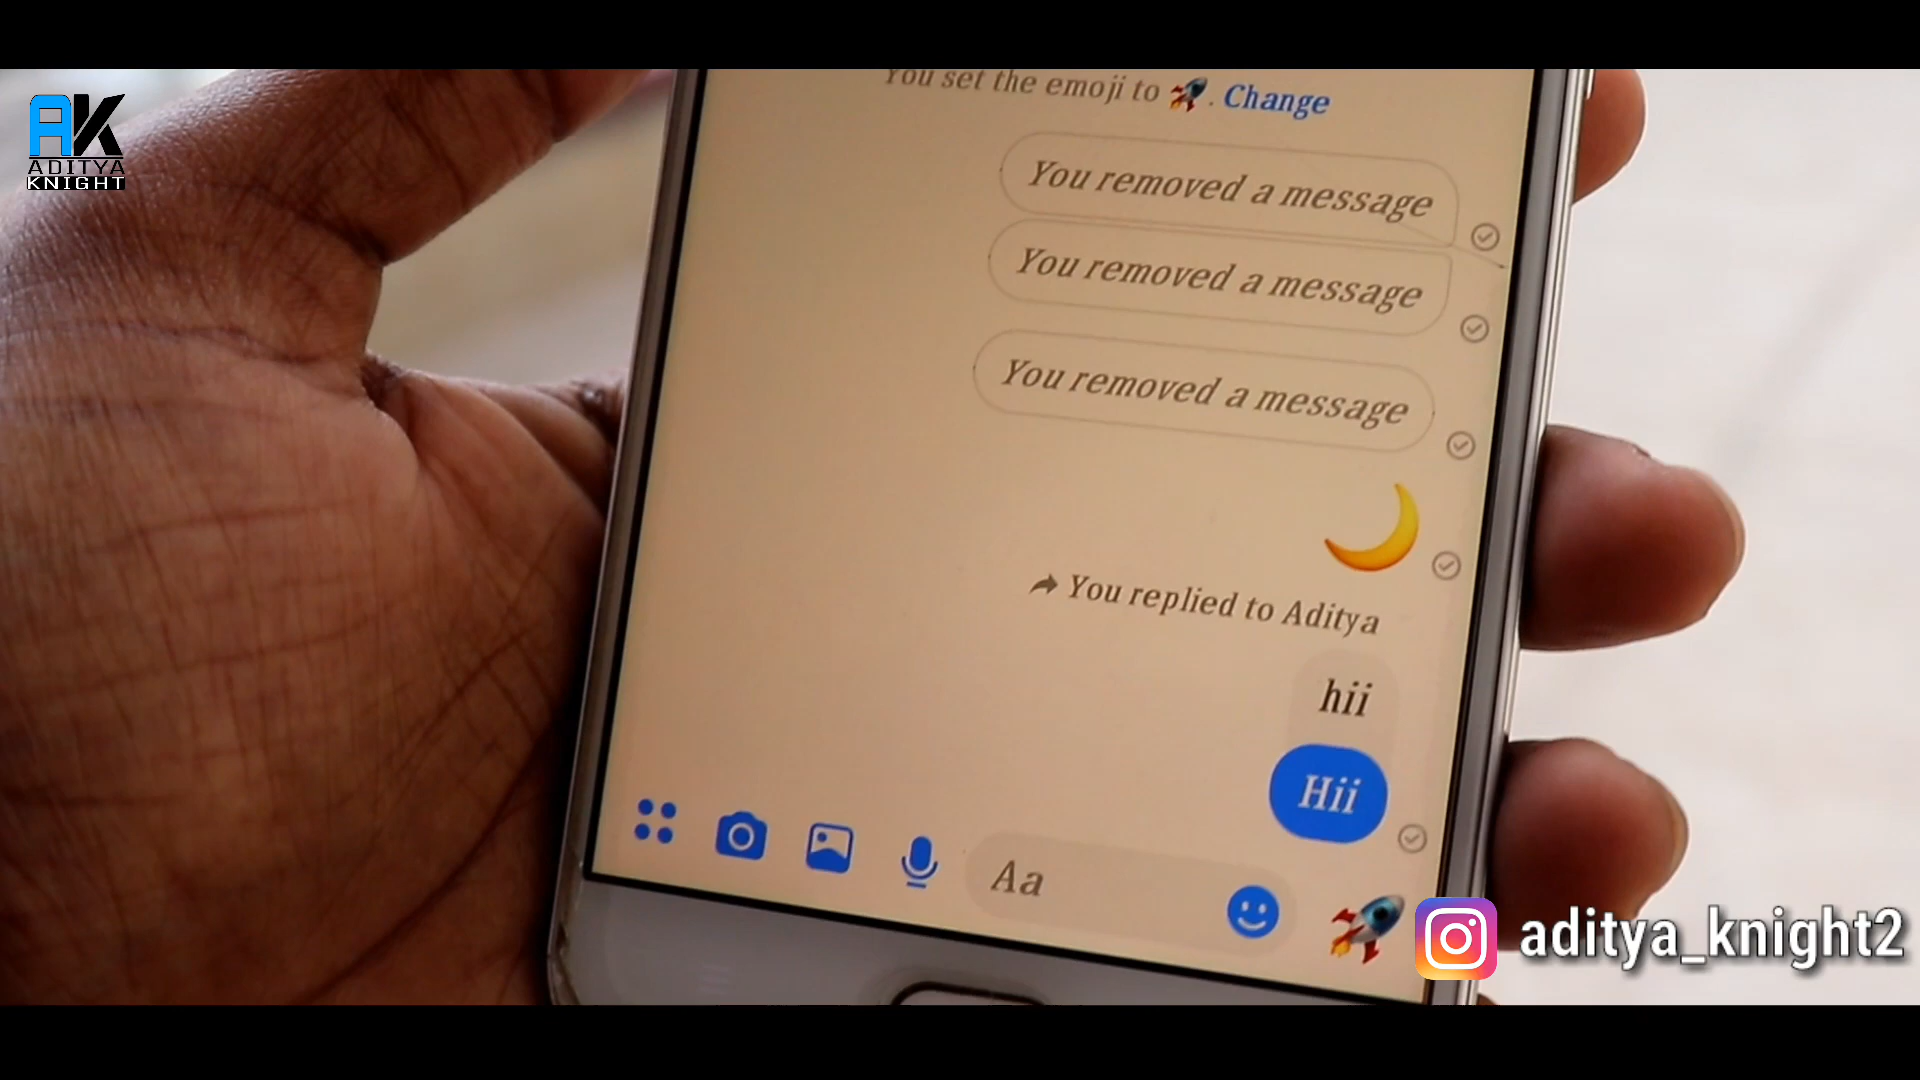 AK
ADITYA
KNIGHT
You set the emoji to 🚀. Change
You removed a message
You removed a message
You removed a message
You replied to Aditya
hii
Hii
Aa
aditya_knight2